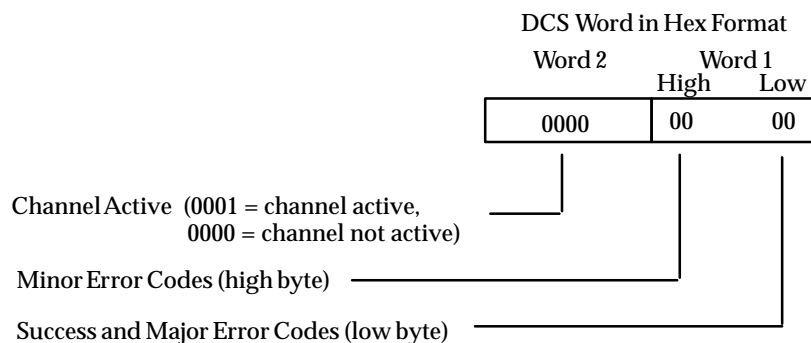 DCS Word in Hex Format
Word 2 Word 1
High Low
0000 00 00
Channel Active (0001 = channel active,
0000 = channel not active)
Minor Error Codes (high byte)
Success and Major Error Codes (low byte)